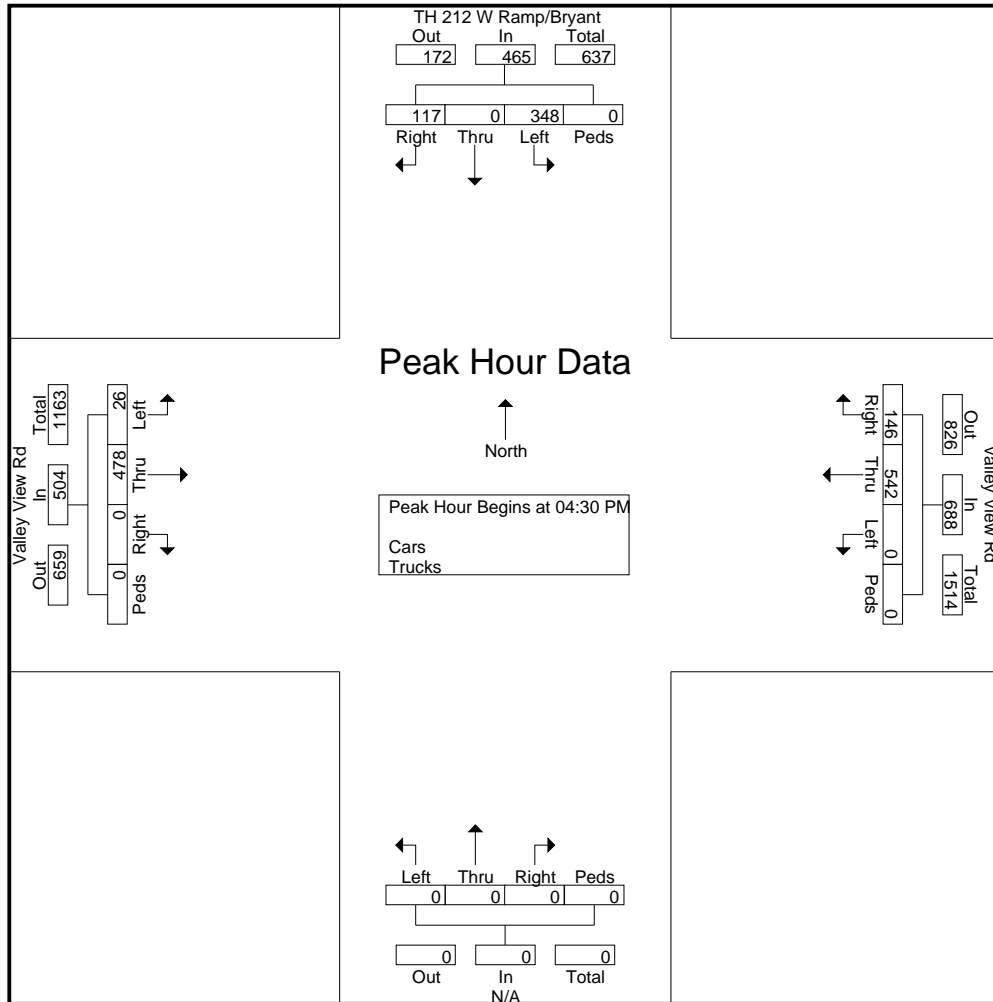 TH 212 W Ramp/Bryant
Out In Total
172 465 637
117 0 348 0
Right Thru Left Peds
Peak Hour Data
North
Peak Hour Begins at 04:30 PM
Cars
Trucks
Valley View Rd
Out In Total
659 504 1163
26 478 0 0
Left Thru Right Peds
Valley View Rd
Out In Total
826 688 1514
146 542 0 0
Right Thru Left Peds
Left Thru Right Peds
0 0 0 0
0 0 0
Out In Total
N/A